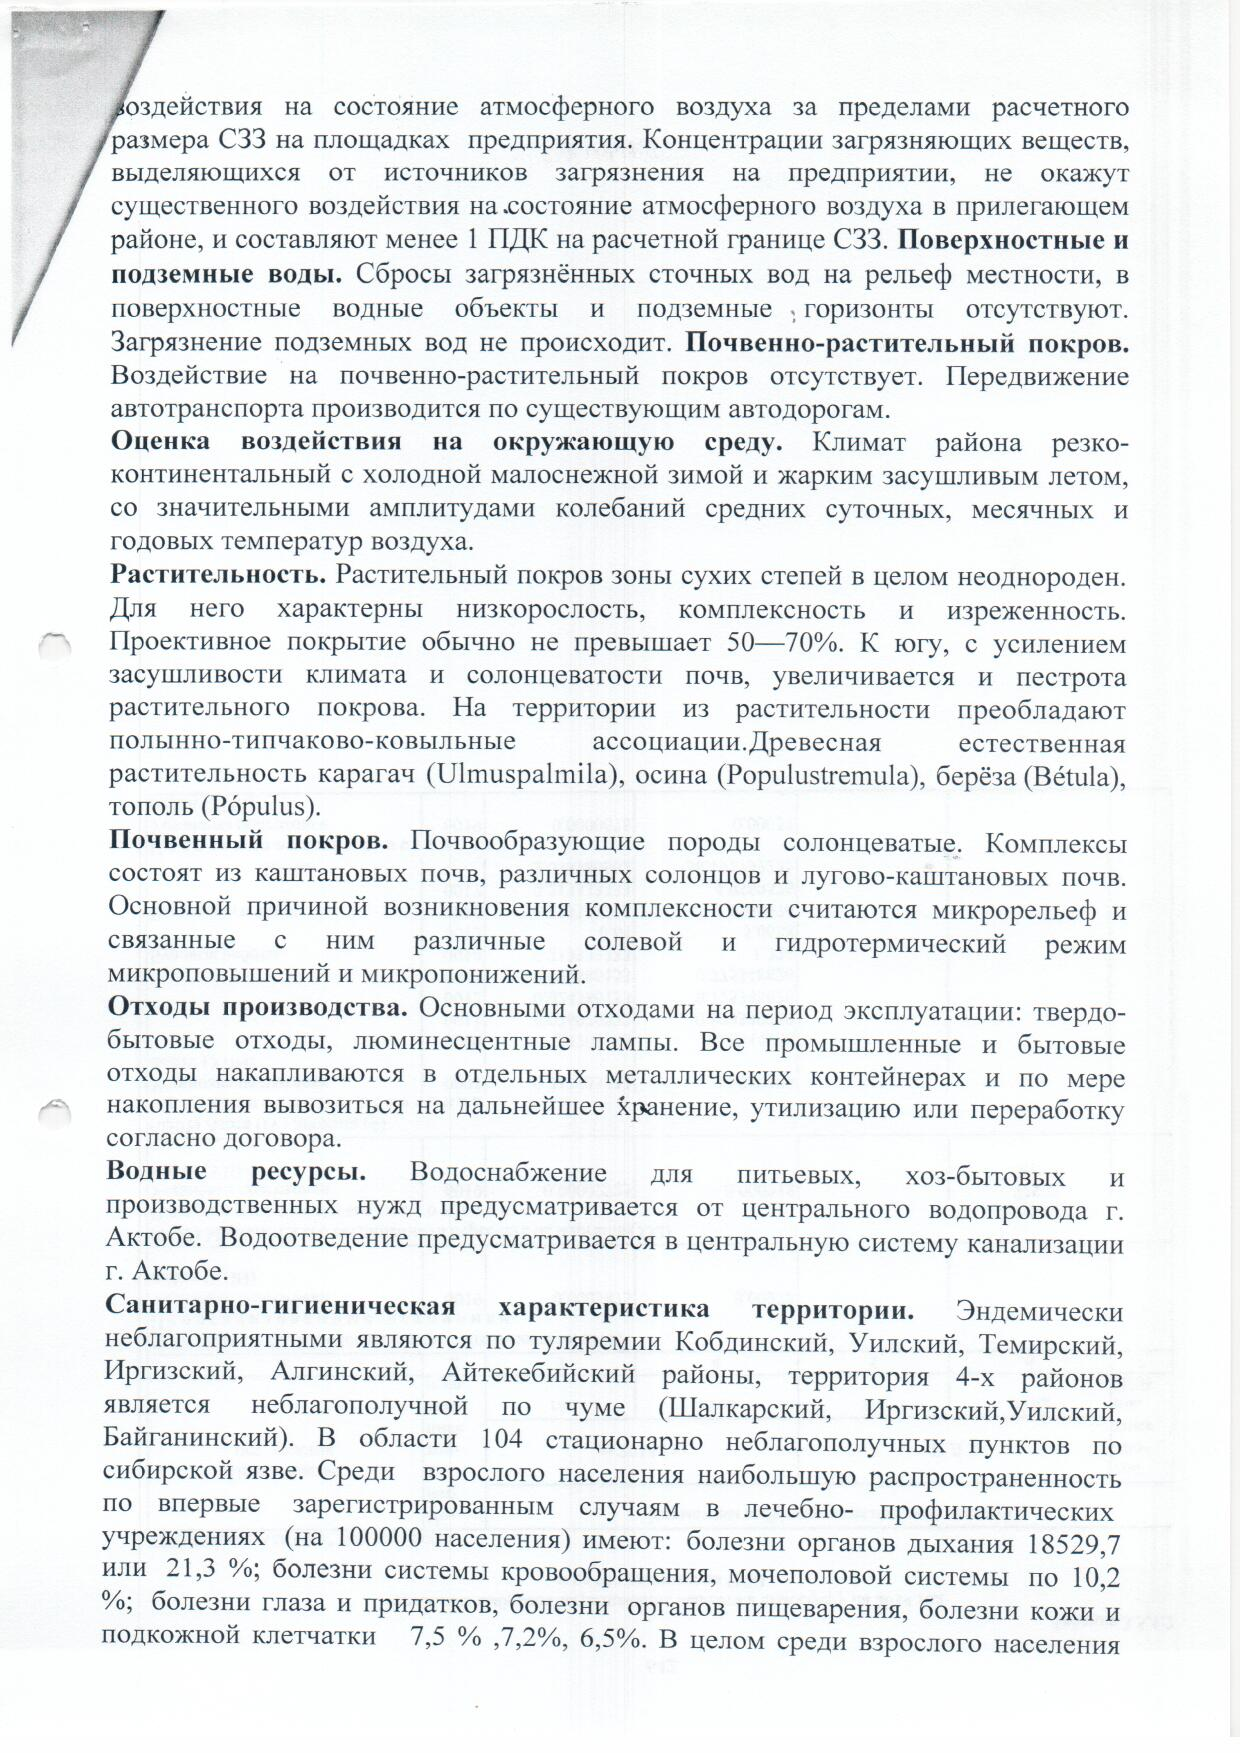 воздействия на состояние атмосферного воздуха за пределами расчетного
размера СЗЗ на площадках предприятия. Концентрации загрязняющих веществ,
выделяющихся от источников загрязнения на предприятии, не окажут
существенного воздействия на состояние атмосферного воздуха в прилегающем
районе, и составляют менее 1 ПДК на расчетной границе СЗЗ. Поверхностные и
подземные воды. Сбросы загрязнённых сточных вод на рельеф местности, в
поверхностные водные объекты и подземные горизонты отсутствуют.
Загрязнение подземных вод не происходит. Почвенно-растительный покров.
Воздействие на почвенно-растительный покров отсутствует. Передвижение
автотранспорта производится по существующим автодорогам.
Оценка воздействия на окружающую среду. Климат района резко-
континентальный с холодной малоснежной зимой и жарким засушливым летом,
со значительными амплитудами колебаний средних суточных, месячных и
годовых температур воздуха.
Растительность. Растительный покров зоны сухих степей в целом неоднороден.
Для него характерны низкорослость, комплексность и изреженность.
Проективное покрытие обычно не превышает 50—70%. К югу, с усилением
засушливости климата и солонцеватости почв, увеличивается и пестрота
растительного покрова. На территории из растительности преобладают
полынно-типчаково-ковыльные ассоциации.Древесная естественная
растительность карагач (Ulmuspalmila), осина (Populustremula), берёза (Bétula),
тополь (Pópulus).
Почвенный покров. Почвообразующие породы солонцеватые. Комплексы
состоят из каштановых почв, различных солонцов и лугово-каштановых почв.
Основной причиной возникновения комплексности считаются микрорельеф и
связанные с ним различные солевой и гидротермический режим
микроповышений и микропонижений.
Отходы производства. Основными отходами на период эксплуатации: твердо-
бытовые отходы, люминесцентные лампы. Все промышленные и бытовые
отходы накапливаются в отдельных металлических контейнерах и по мере
накопления вывозиться на дальнейшее хранение, утилизацию или переработку
согласно договора.
Водные ресурсы. Водоснабжение для питьевых, хоз-бытовых и
производственных нужд предусматривается от центрального водопровода г.
Актобе. Водоотведение предусматривается в центральную систему канализации
г. Актобе.
Санитарно-гигиеническая характеристика территории. Эндемически
неблагоприятными являются по туляремии Кобдинский, Уилский, Темирский,
Иргизский, Алгинский, Айтекебийский районы, территория 4-х районов
является неблагополучной по чуме (Шалкарский, Иргизский,Уилский,
Байганинский). В области 104 стационарно неблагополучных пунктов по
сибирской язве. Среди взрослого населения наибольшую распространенность
по впервые зарегистрированным случаям в лечебно- профилактических
учреждениях (на 100000 населения) имеют: болезни органов дыхания 18529,7
или 21,3 %; болезни системы кровообращения, мочеполовой системы по 10,2
%; болезни глаза и придатков, болезни органов пищеварения, болезни кожи и
подкожной клетчатки 7,5 % ,7,2%, 6,5%. В целом среди взрослого населения